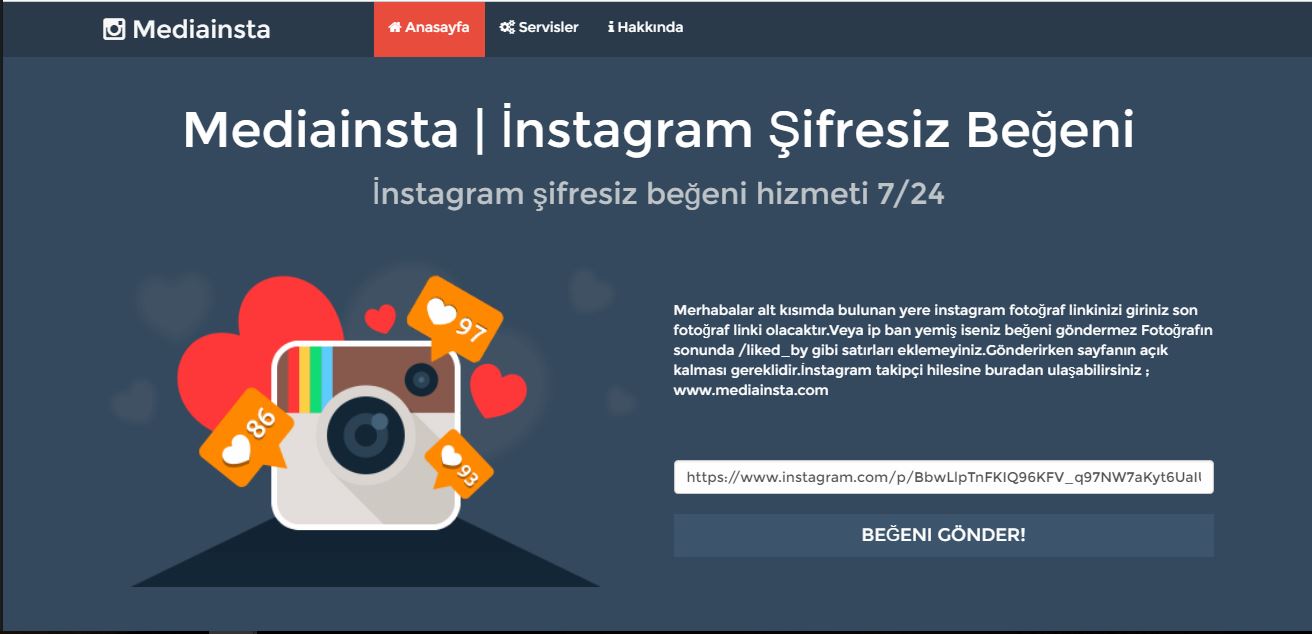 Mediainsta
Anasayfa
Servisler
Hakkında
Mediainsta | İnstagram Şifresiz Beğeni
İnstagram şifresiz beğeni hizmeti 7/24
97
86
93
Merhabalar alt kısımda bulunan yere instagram fotoğraf linkinizi giriniz son
fotoğraf linki olacaktır.Veya ip ban yemiş iseniz beğeni göndermez Fotoğrafın
sonunda /liked_by gibi satırları eklemeyiniz.Gönderirken sayfanın açık
kalması gereklidir.İnstagram takipçi hilesine buradan ulaşabilirsiniz ;
www.mediainsta.com
https://www.instagram.com/p/BbwLlpTnFKIQ96KFV_q97NW7aKyt6UaIU
BEĞENI GÖNDER!